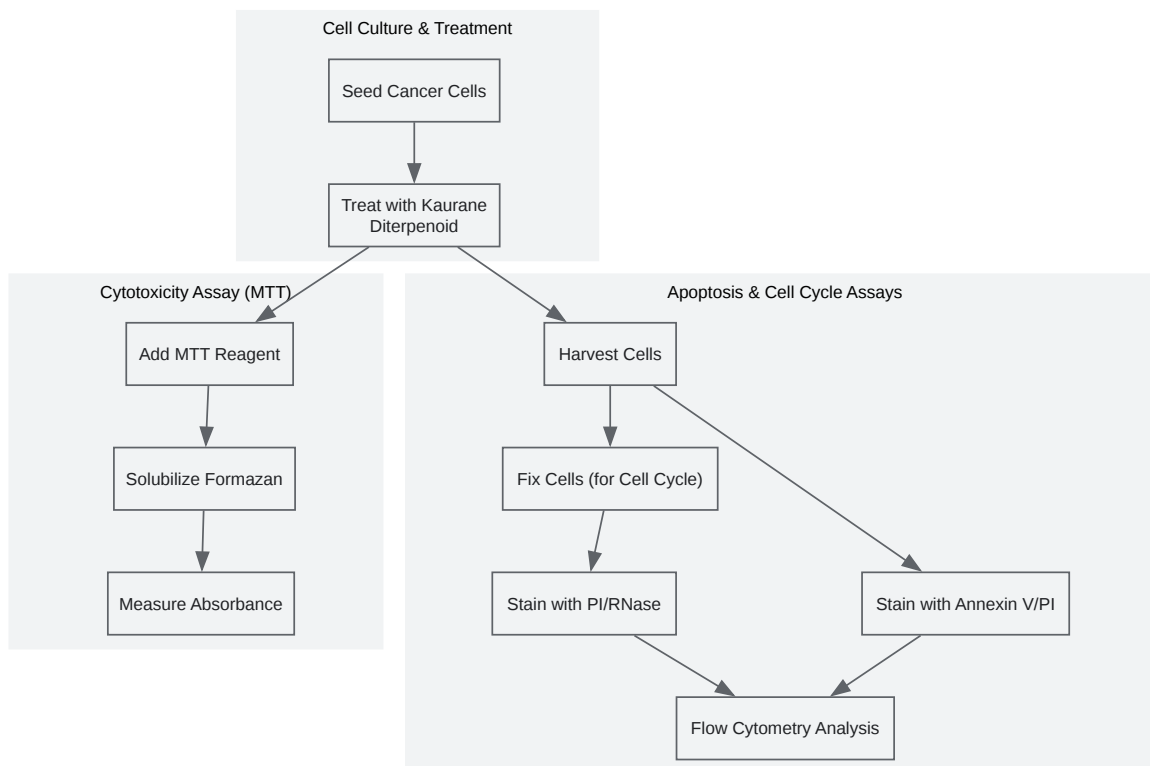 Cell Culture & Treatment
Seed Cancer Cells
Treat with Kaurane
Diterpenoid
Cytotoxicity Assay (MTT)
Add MTT Reagent
Solubilize Formazan
Measure Absorbance
Apoptosis & Cell Cycle Assays
Harvest Cells
Fix Cells (for Cell Cycle)
Stain with PI/RNase
Stain with Annexin V/PI
Flow Cytometry Analysis